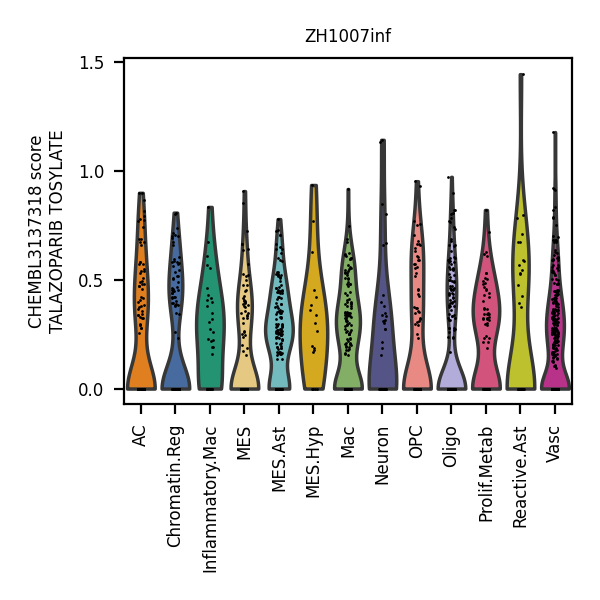 ZH1007inf
CHEMBL3137318 score
TALAZOPARIB TOSYLATE
1.5
1.0
0.5
0.0
AC
Chromatin.Reg
Inflammatory.Mac
MES
MES.Ast
MES.Hyp
Mac
Neuron
OPC
Oligo
Prolif.Metab
Reactive.Ast
Vasc